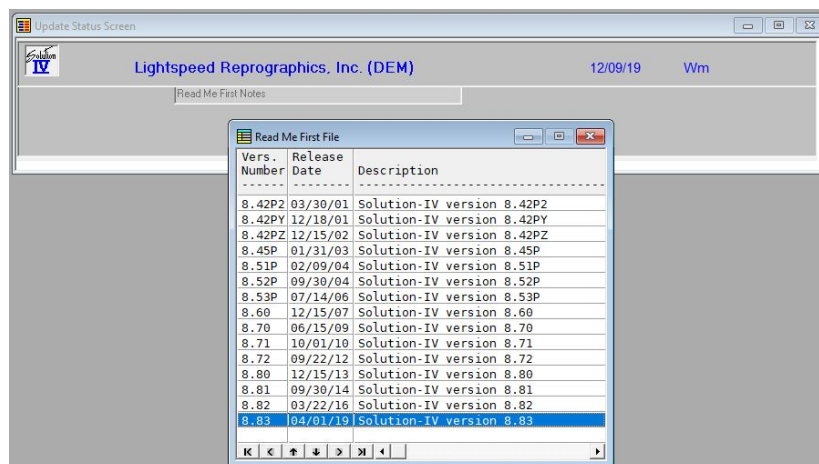 Update Status Screen
Solution
IV
Lightspeed Reprographics, Inc. (DEM) 12/09/19 Wm
Read Me First Notes
Read Me First File
Vers. Release
Number Date Description
------ -------- ---------------------------------
8.42P2 03/30/01 Solution-IV version 8.42P2
8.42PY 12/18/01 Solution-IV version 8.42PY
8.42PZ 12/15/02 Solution-IV version 8.42PZ
8.45P 01/31/03 Solution-IV version 8.45P
8.51P 02/09/04 Solution-IV version 8.51P
8.52P 09/30/04 Solution-IV version 8.52P
8.53P 07/14/06 Solution-IV version 8.53P
8.60 12/15/07 Solution-IV version 8.60
8.70 06/15/09 Solution-IV version 8.70
8.71 10/01/10 Solution-IV version 8.71
8.72 09/22/12 Solution-IV version 8.72
8.80 12/15/13 Solution-IV version 8.80
8.81 09/30/14 Solution-IV version 8.81
8.82 03/22/16 Solution-IV version 8.82
8.83 04/01/19 Solution-IV version 8.83